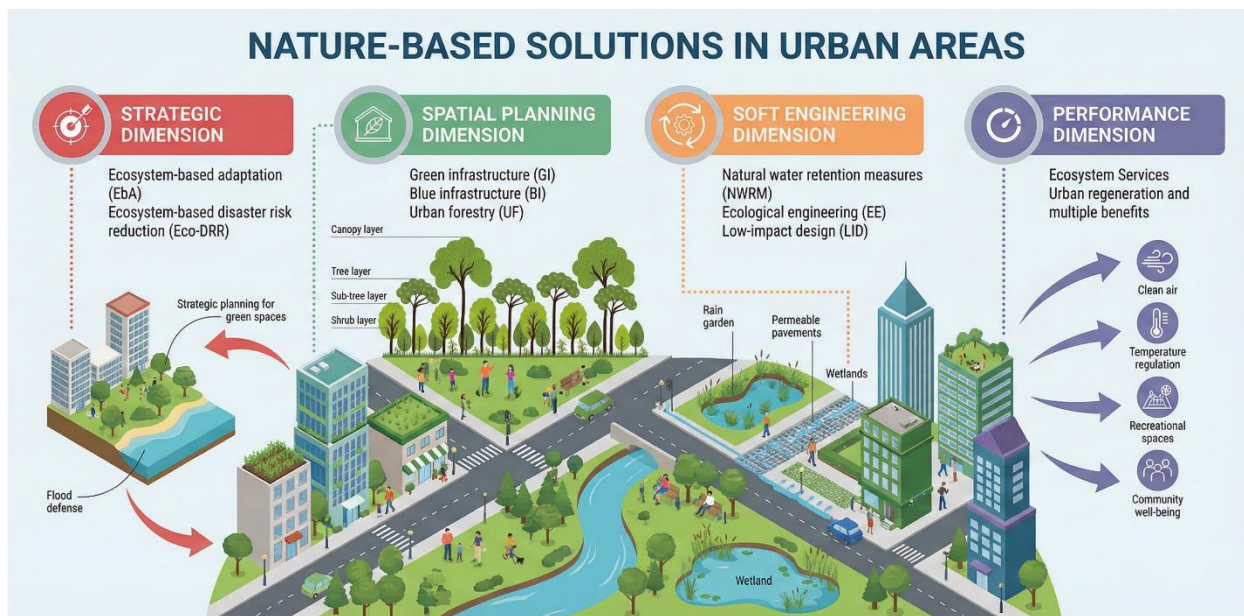 NATURE-BASED SOLUTIONS IN URBAN AREAS
STRATEGIC
DIMENSION
Ecosystem-based adaptation
(EbA)
Ecosystem-based disaster risk
reduction (Eco-DRR)
SPATIAL PLANNING
DIMENSION
Green infrastructure (GI)
Blue infrastructure (BI)
Urban forestry (UF)
SOFT ENGINEERING
DIMENSION
Natural water retention measures
(NWRM)
Ecological engineering (EE)
Low-impact design (LID)
PERFORMANCE
DIMENSION
Ecosystem Services
Urban regeneration and
multiple benefits
Strategic planning for
green spaces
Flood
defense
Canopy layer
Tree layer
Sub-tree layer
Shrub layer
Rain
garden
Permeable
pavements
Wetlands
Wetland
Clean air
Temperature
regulation
Recreational
spaces
Community
well-being